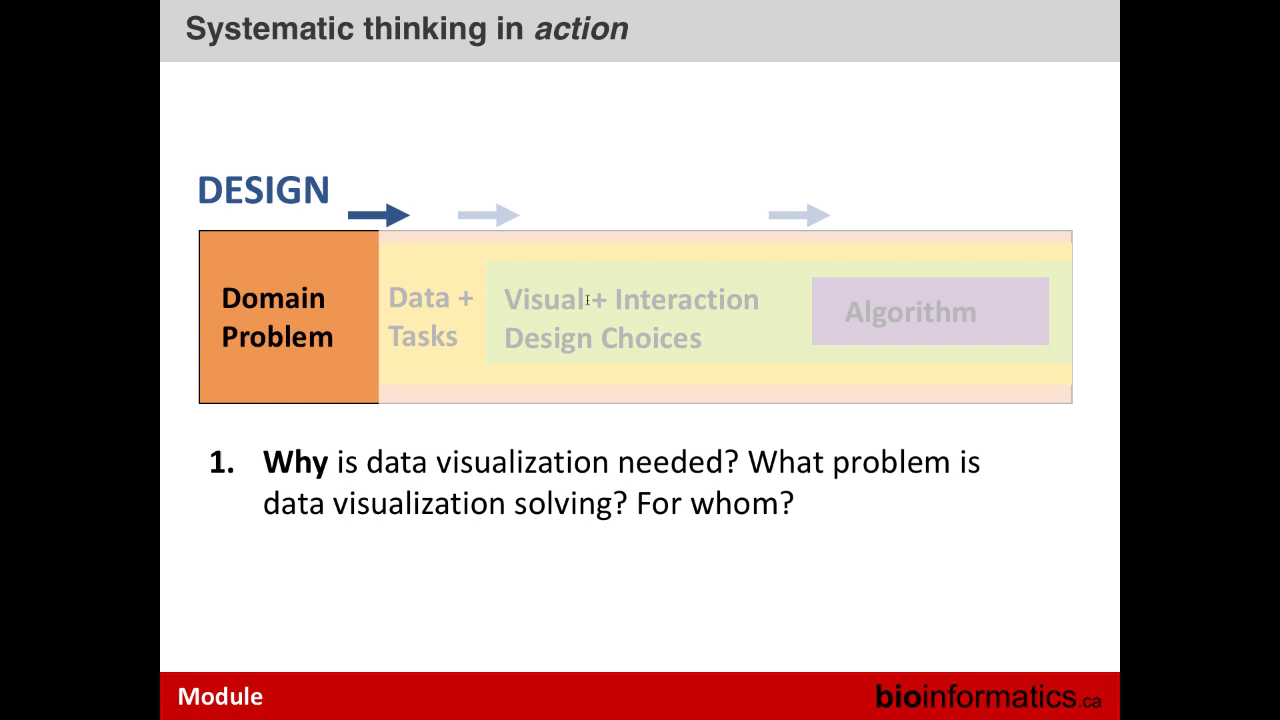 Systematic thinking in action
DESIGN
Domain
Problem
Data +
Tasks
Visual + Interaction
Design Choices
Algorithm
1. Why is data visualization needed? What problem is
data visualization solving? For whom?
Module
bioinformatics.ca